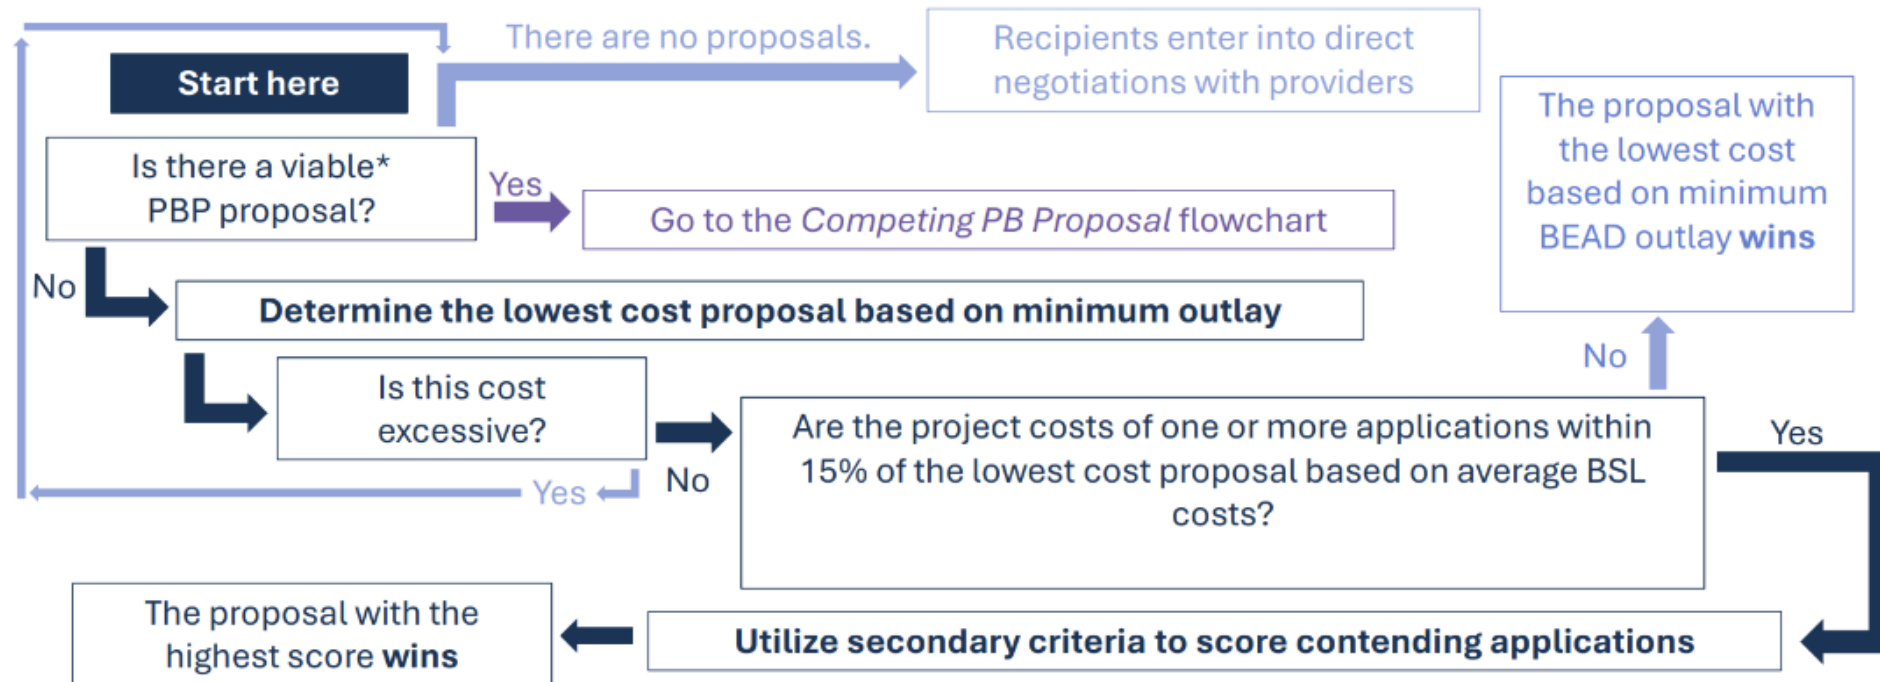 There are no proposals.
Recipients enter into direct
negotiations with providers
Start here
The proposal with
the lowest cost
based on minimum
BEAD outlay wins
Is there a viable*
PBP proposal?
Yes
Go to the Competing PB Proposal flowchart
No
Determine the lowest cost proposal based on minimum outlay
No
Is this cost
excessive?
Yes
No
Are the project costs of one or more applications within
15% of the lowest cost proposal based on average BSL
costs?
Yes
Utilize secondary criteria to score contending applications
The proposal with the
highest score wins